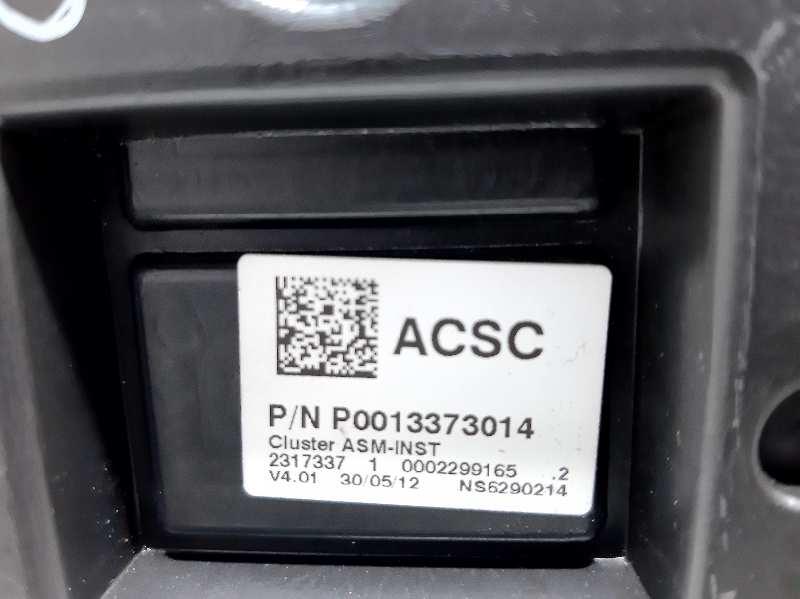 ACSC
P/N P0013373014
Cluster ASM-INST
2317337 1 0002299165 .2
V4.01 30/05/12 NS6290214